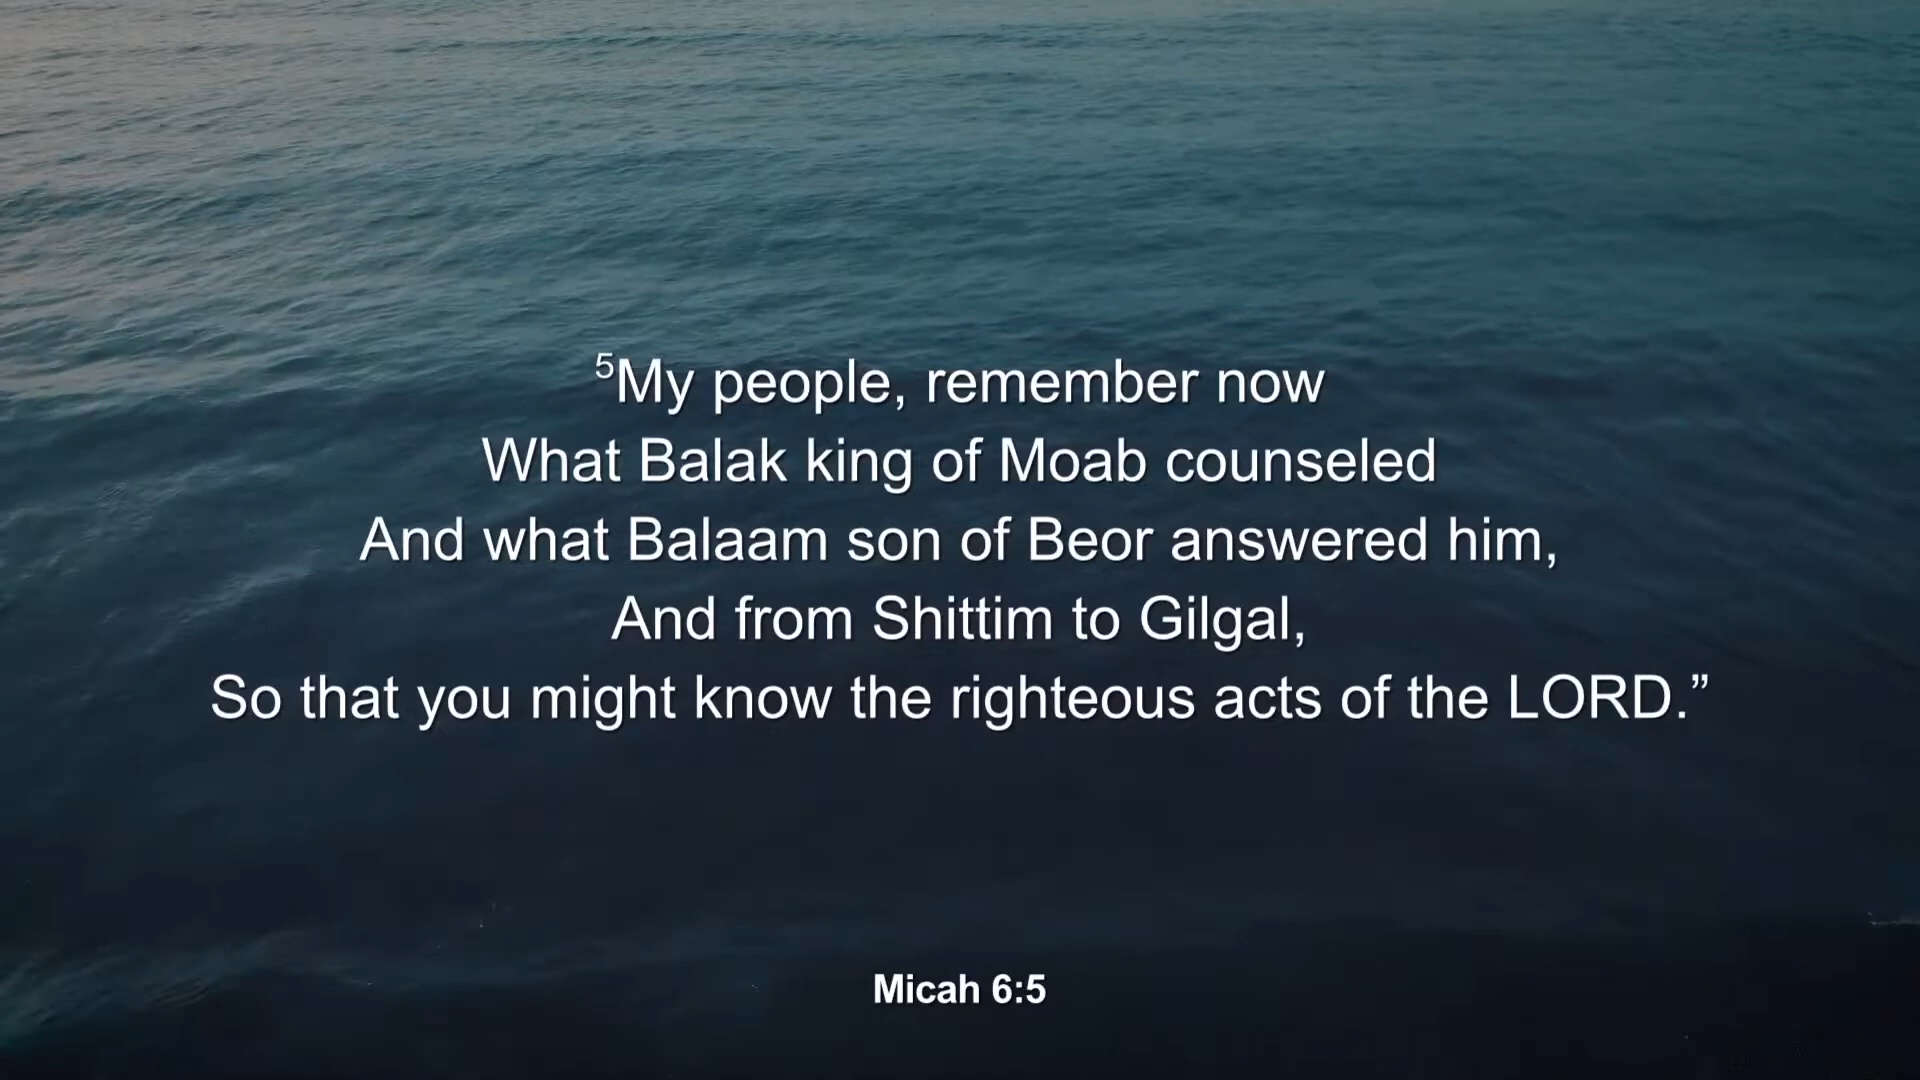 ⁵My people, remember now
What Balak king of Moab counseled
And what Balaam son of Beor answered him,
And from Shittim to Gilgal,
So that you might know the righteous acts of the LORD.”
Micah 6:5